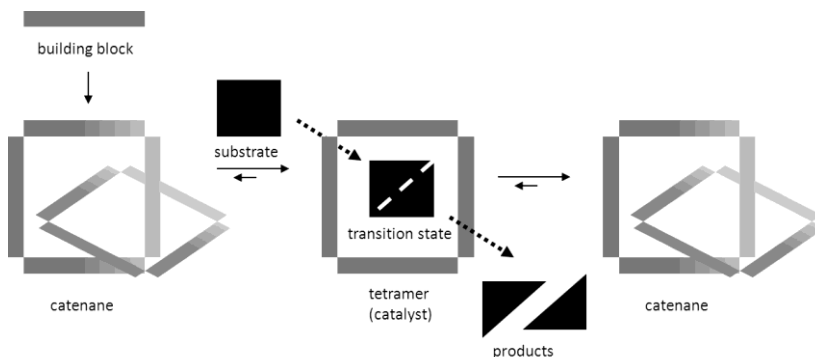 building block
substrate
transition state
catenane
tetramer
(catalyst)
products
catenane